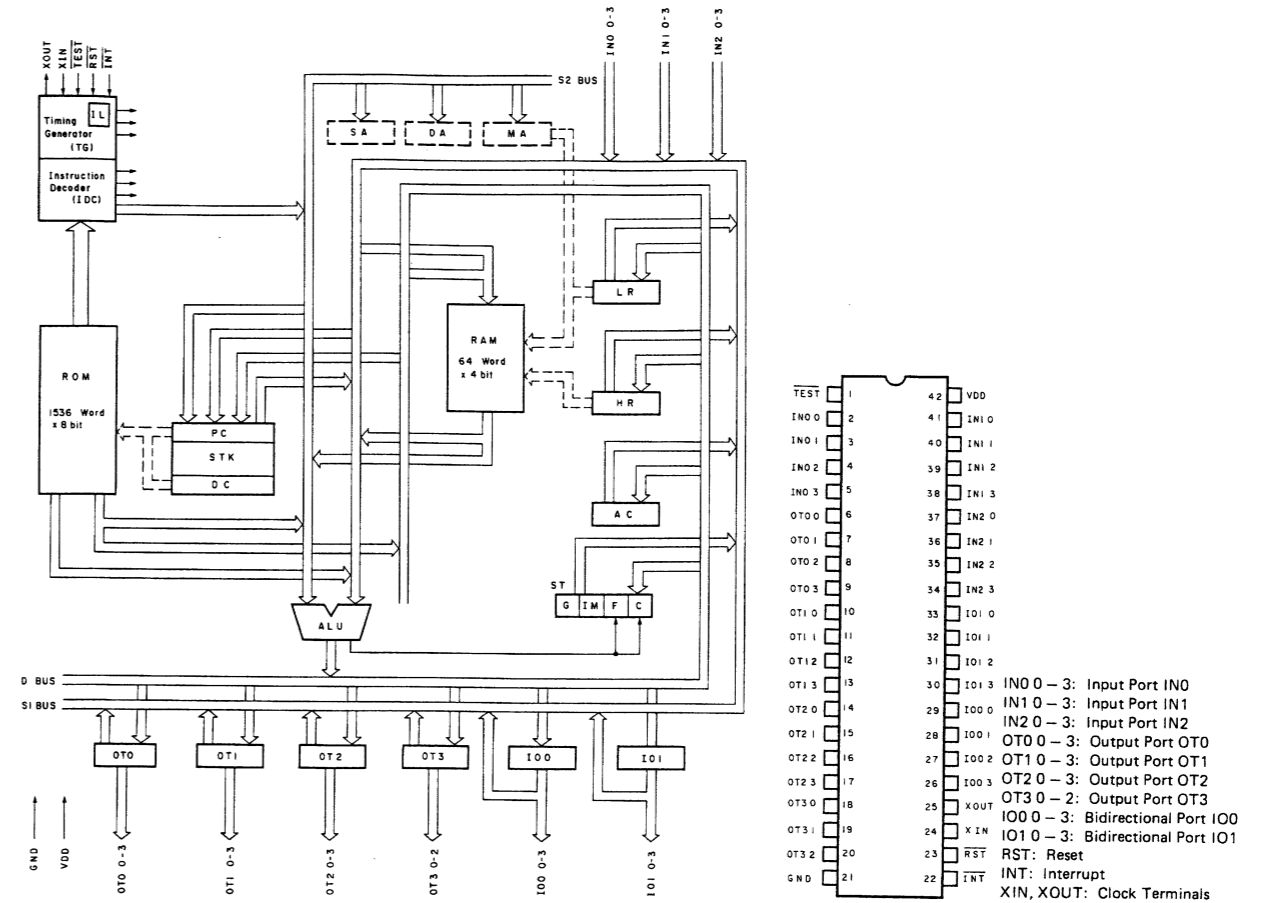 XOUT
XIN
TEST
RST
INT
IN0 0-3
IN1 0-3
IN2 0-3
S2 BUS
IL
Timing
Generator
(TG)
SA
DA
MA
Instruction
Decoder
(IDC)
LR
RAM
64 Word
x 4 bit
ROM
1536 Word
x 8 bit
HR
PC
STK
DC
AC
ST
G IM F C
ALU
D BUS
S1 BUS
OT0
OT1
OT2
OT3
IO0
IO1
GND
VDD
OT0 0-3
OT1 0-3
OT2 0-3
OT3 0-2
IO0 0-3
IO1 0-3
TEST 1 42 VDD
IN0 0 2 41 IN1 0
IN0 1 3 40 IN1 1
IN0 2 4 39 IN1 2
IN0 3 5 38 IN1 3
OT0 0 6 37 IN2 0
OT0 1 7 36 IN2 1
OT0 2 8 35 IN2 2
OT0 3 9 34 IN2 3
OT1 0 10 33 IO1 0
OT1 1 11 32 IO1 1
OT1 2 12 31 IO1 2
OT1 3 13 30 IO1 3
OT2 0 14 29 IO0 0
OT2 1 15 28 IO0 1
OT2 2 16 27 IO0 2
OT2 3 17 26 IO0 3
OT3 0 18 25 XOUT
OT3 1 19 24 XIN
OT3 2 20 23 RST
GND 21 22 INT
IN0 0 – 3: Input Port IN0
IN1 0 – 3: Input Port IN1
IN2 0 – 3: Input Port IN2
OT0 0 – 3: Output Port OT0
OT1 0 – 3: Output Port OT1
OT2 0 – 3: Output Port OT2
OT3 0 – 2: Output Port OT3
IO0 0 – 3: Bidirectional Port IO0
IO1 0 – 3: Bidirectional Port IO1
RST: Reset
INT: Interrupt
XIN, XOUT: Clock Terminals